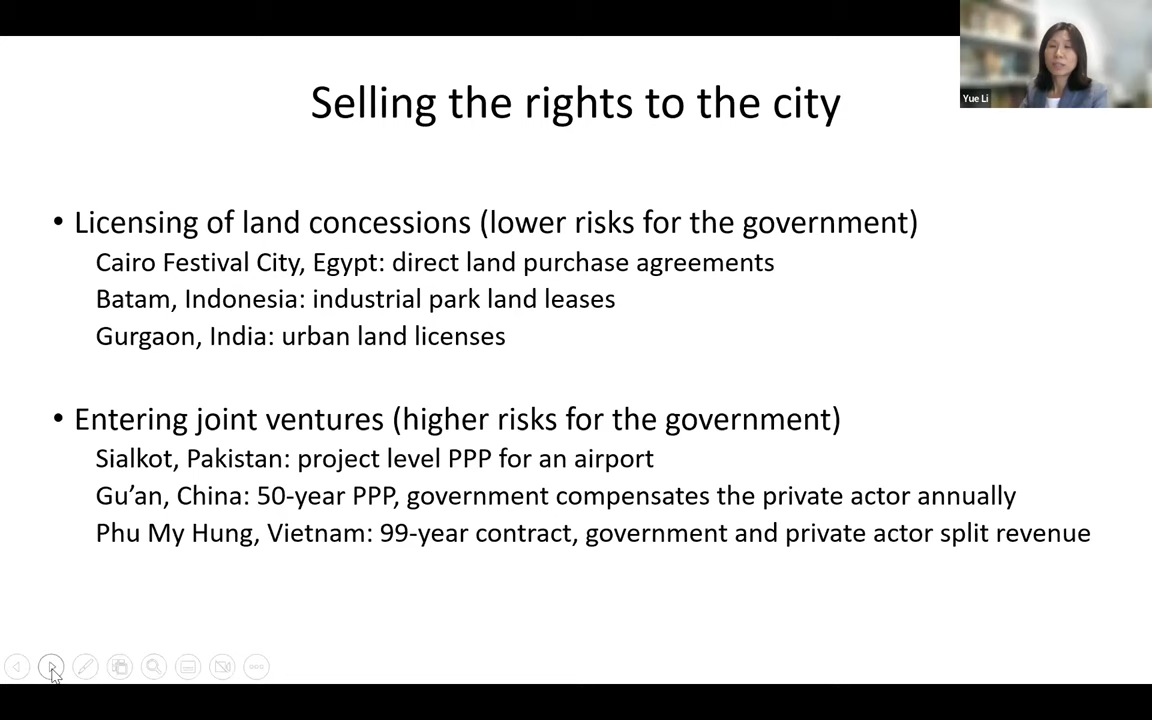 Yue Li
Selling the rights to the city
• Licensing of land concessions (lower risks for the government)
Cairo Festival City, Egypt: direct land purchase agreements
Batam, Indonesia: industrial park land leases
Gurgaon, India: urban land licenses
• Entering joint ventures (higher risks for the government)
Sialkot, Pakistan: project level PPP for an airport
Gu’an, China: 50-year PPP, government compensates the private actor annually
Phu My Hung, Vietnam: 99-year contract, government and private actor split revenue